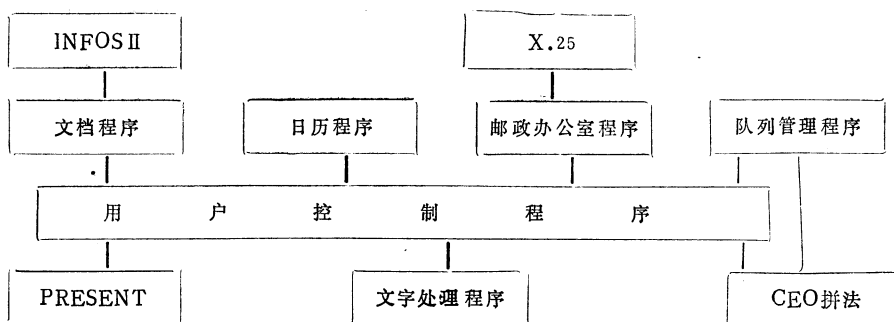 INFOSⅡ
X.25
文档程序
日历程序
邮政办公室程序
队列管理程序
用户控制程序
PRESENT
文字处理程序
CEO拼法